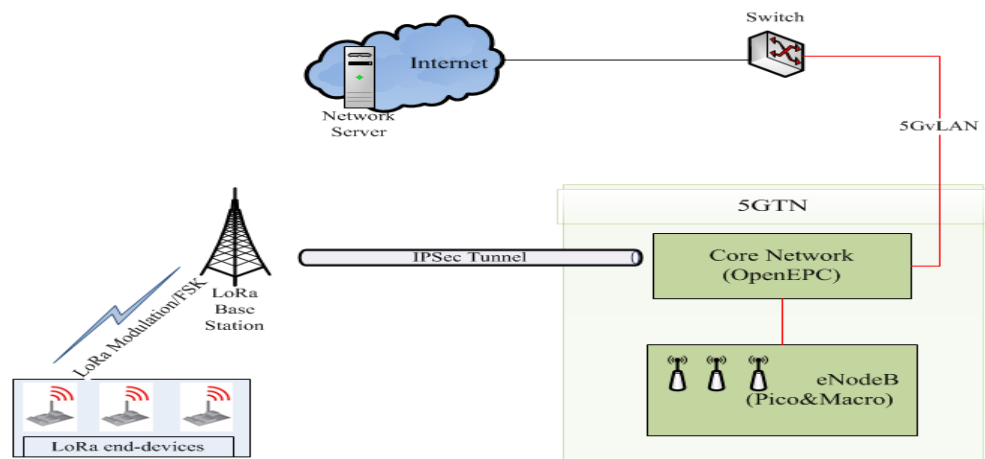 Switch
Internet
Network
Server
5GvLAN
5GTN
Core Network
(OpenEPC)
IPSec Tunnel
LoRa
Base
Station
LoRa Modulation/FSK
eNodeB
(Pico&Macro)
LoRa end-devices